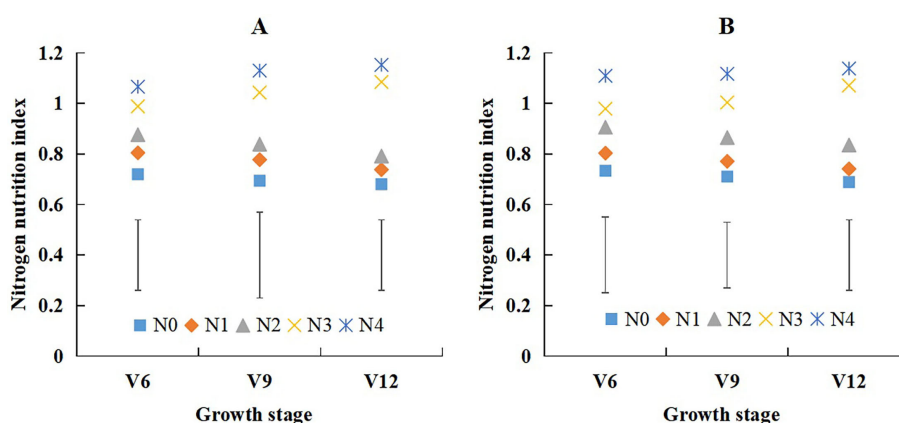 A
Nitrogen nutrition index
1.2
1
0.8
0.6
0.4
0.2
0
N0 N1 N2 N3 N4
V6 V9 V12
Growth stage
B
Nitrogen nutrition index
1.2
1
0.8
0.6
0.4
0.2
0
N0 N1 N2 N3 N4
V6 V9 V12
Growth stage